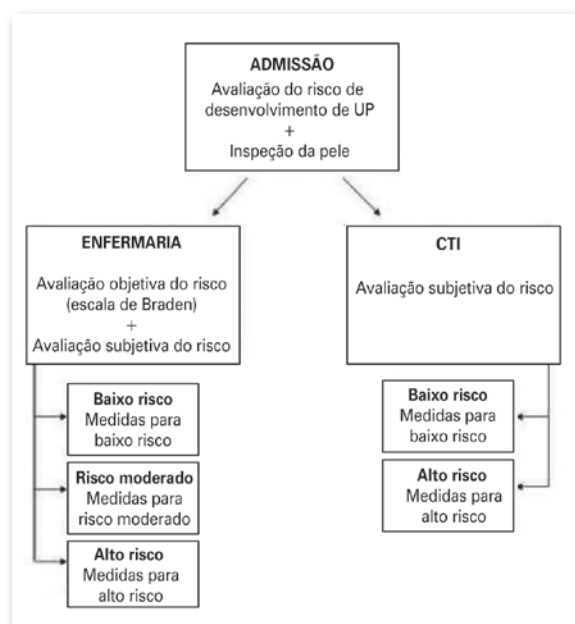 ADMISSÃO
Avaliação do risco de
desenvolvimento de UP
+
Inspeção da pele
ENFERMARIA
Avaliação objetiva do risco
(escala de Braden)
+
Avaliação subjetiva do risco
CTI
Avaliação subjetiva do risco
Baixo risco
Medidas para
baixo risco
Risco moderado
Medidas para
risco moderado
Alto risco
Medidas para
alto risco
Baixo risco
Medidas para
baixo risco
Alto risco
Medidas para
alto risco